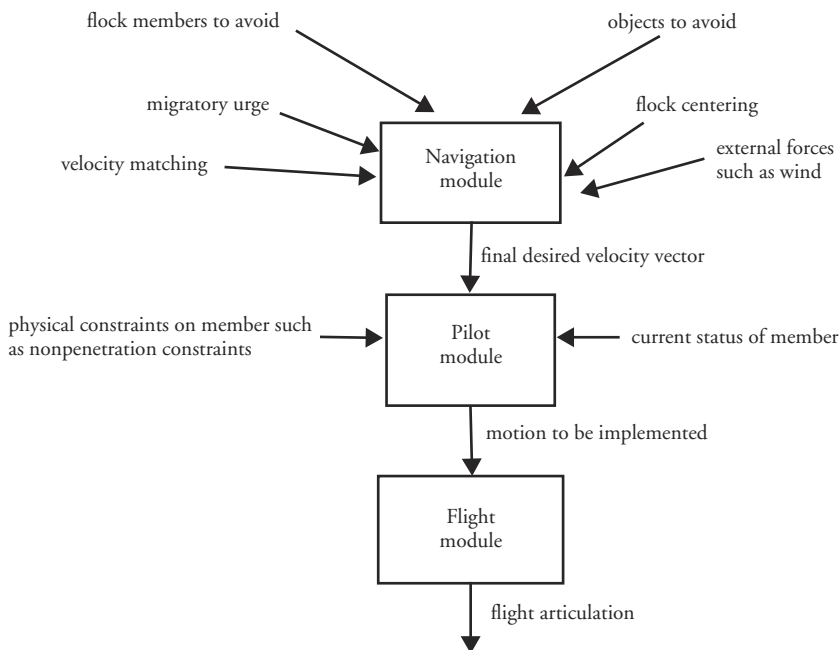 flock members to avoid
objects to avoid
migratory urge
flock centering
velocity matching
Navigation
module
external forces
such as wind
final desired velocity vector
physical constraints on member such
as nonpenetration constraints
Pilot
module
current status of member
motion to be implemented
Flight
module
flight articulation